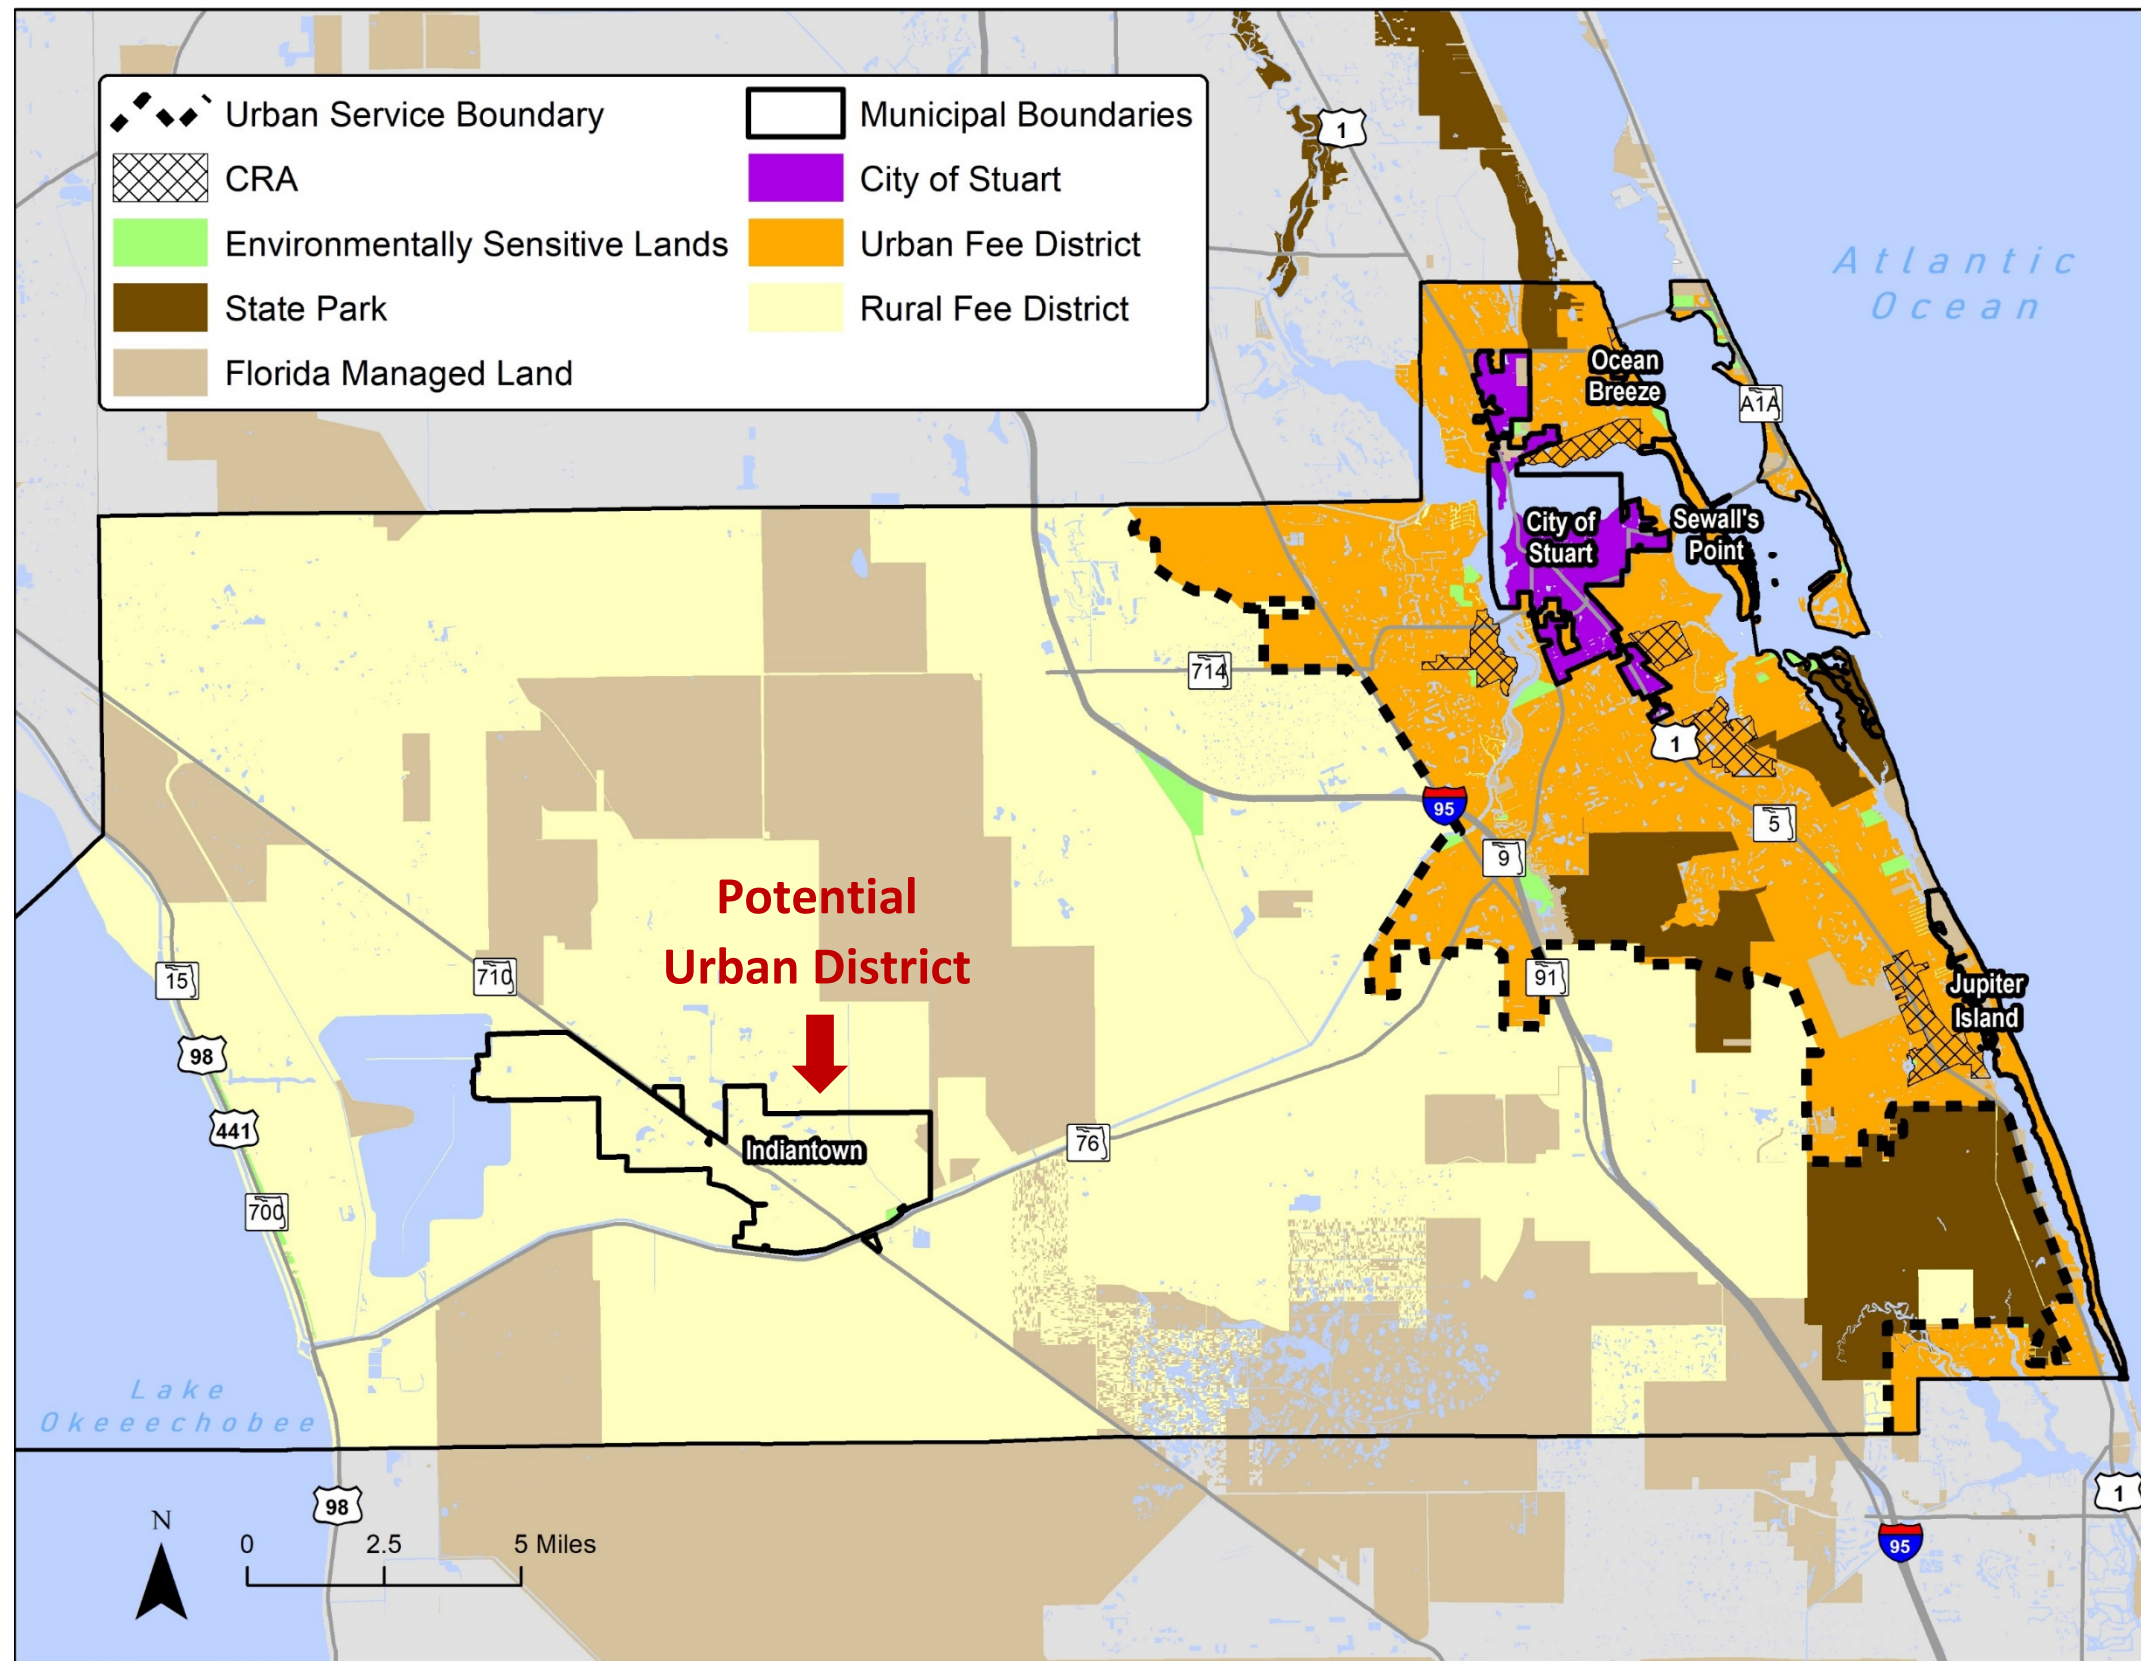 Urban Service Boundary
CRA
Environmentally Sensitive Lands
State Park
Florida Managed Land
Municipal Boundaries
City of Stuart
Urban Fee District
Rural Fee District
1
Atlantic
Ocean
Ocean
Breeze
A1A
City of
Stuart
Sewall's
Point
714
1
95
5
9
Potential
Urban District
15
710
91
Jupiter
Island
98
441
Indiantown
76
700
Lake
Okeeechobee
98
1
95
N
0 2.5 5 Miles